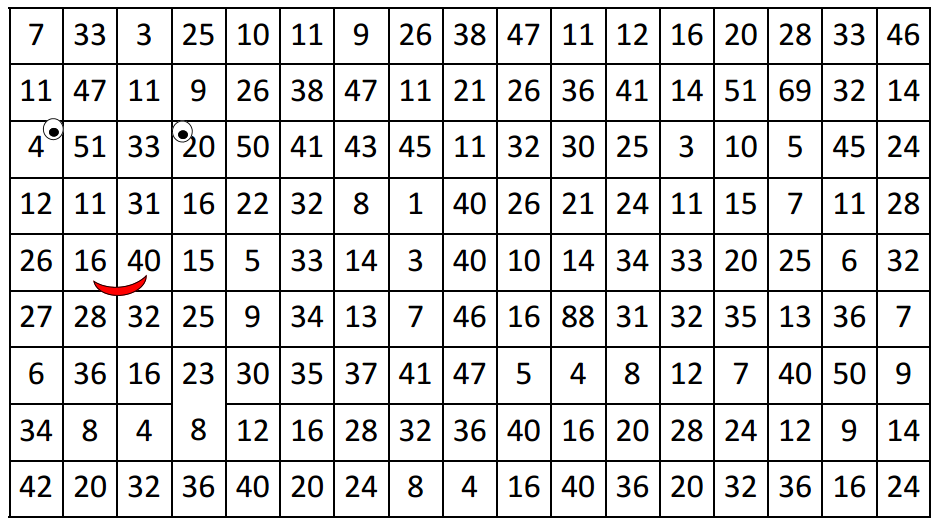 7 33 3 25 10 11 9 26 38 47 11 12 16 20 28 33 46
11 47 11 9 26 38 47 11 21 26 36 41 14 51 69 32 14
4 51 33 20 50 41 43 45 11 32 30 25 3 10 5 45 24
12 11 31 16 22 32 8 1 40 26 21 24 11 15 7 11 28
26 16 40 15 5 33 14 3 40 10 14 34 33 20 25 6 32
27 28 32 25 9 34 13 7 46 16 88 31 32 35 13 36 7
6 36 16 23 30 35 37 41 47 5 4 8 12 7 40 50 9
34 8 4 8 12 16 28 32 36 40 16 20 28 24 12 9 14
42 20 32 36 40 20 24 8 4 16 40 36 20 32 36 16 24